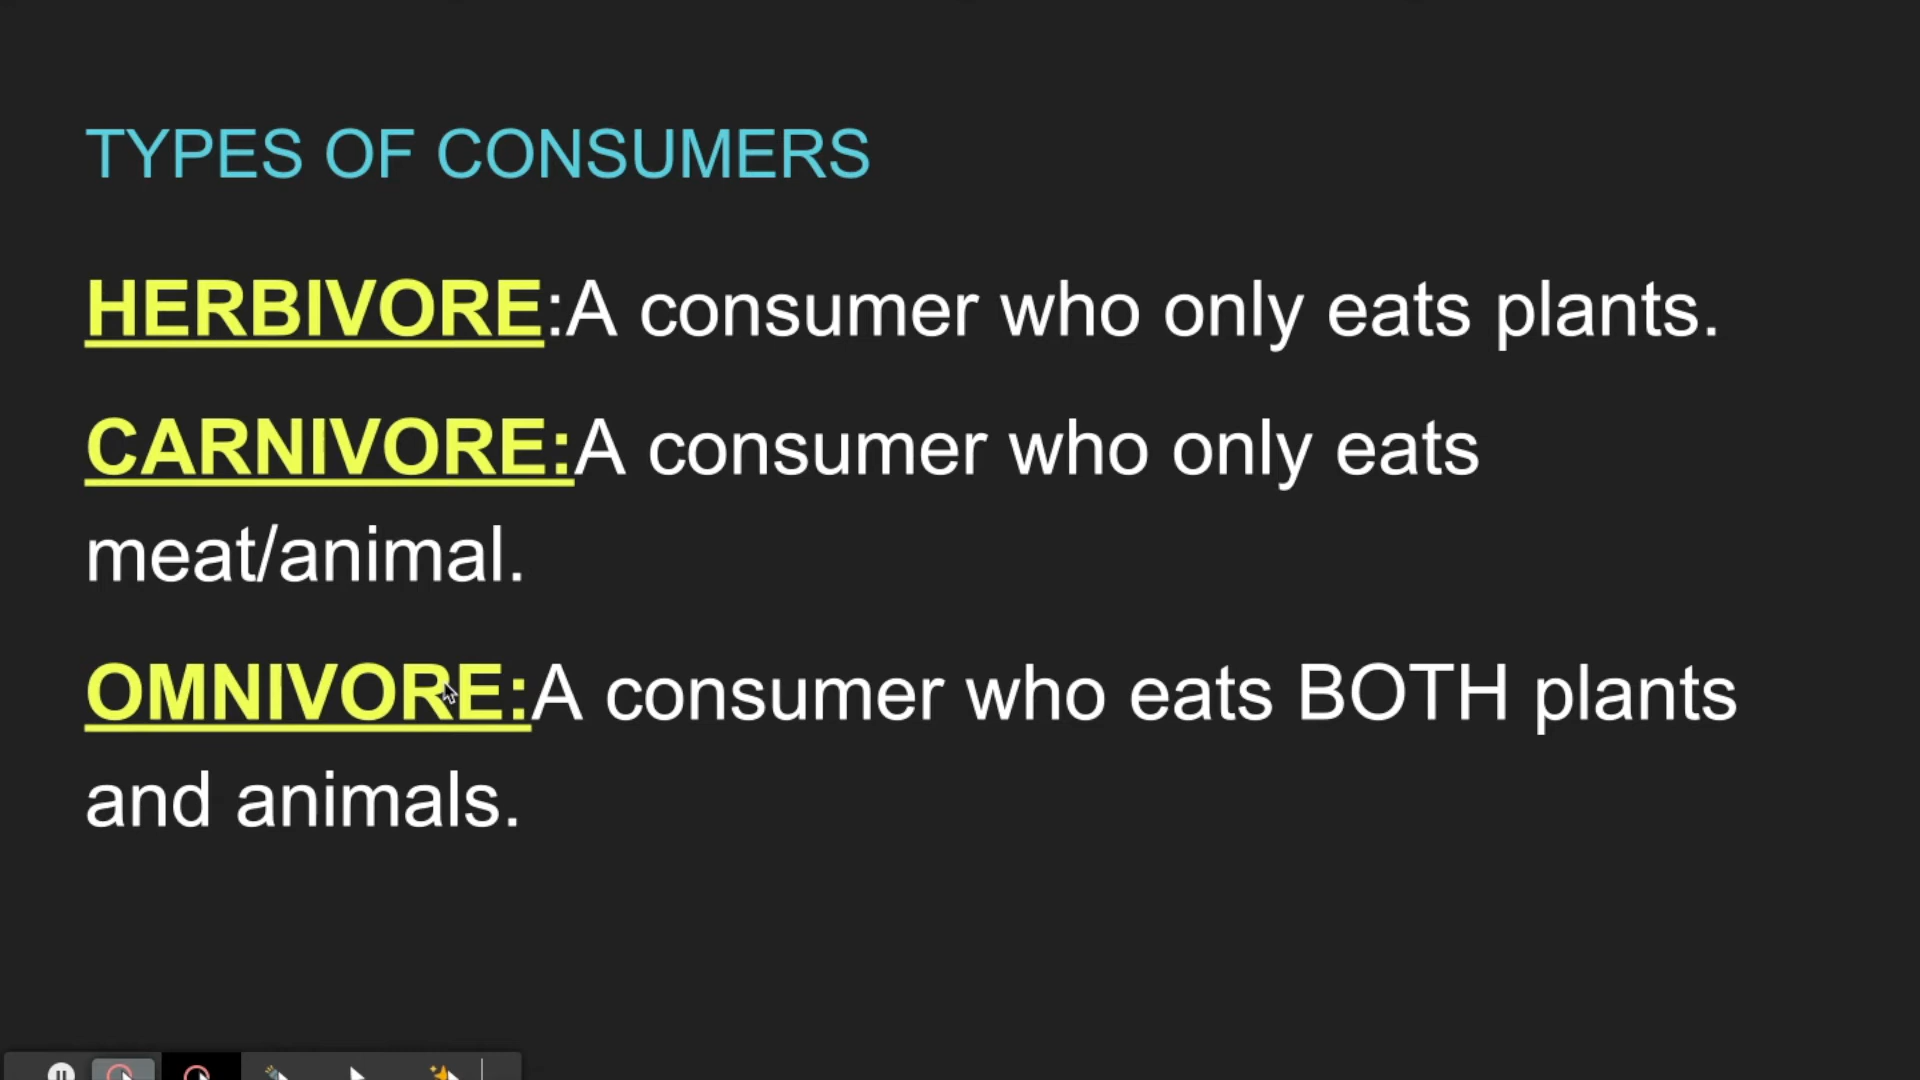 TYPES OF CONSUMERS
HERBIVORE:A consumer who only eats plants.
CARNIVORE:A consumer who only eats
meat/animal.
OMNIVORE:A consumer who eats BOTH plants
and animals.